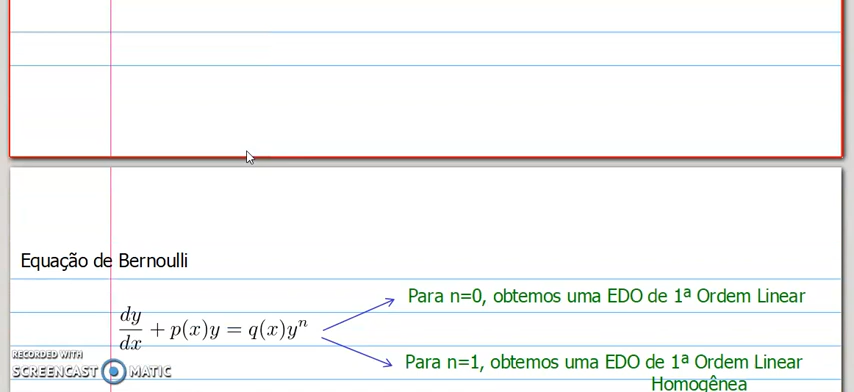 Equação de Bernoulli
Para n=0, obtemos uma EDO de 1ª Ordem Linear
dy/dx + p(x)y = q(x)yⁿ
Para n=1, obtemos uma EDO de 1ª Ordem Linear
Homogênea
RECORDED WITH
SCREENCAST MATIC